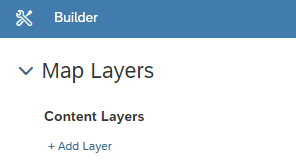 Builder
Map Layers
Content Layers
+ Add Layer